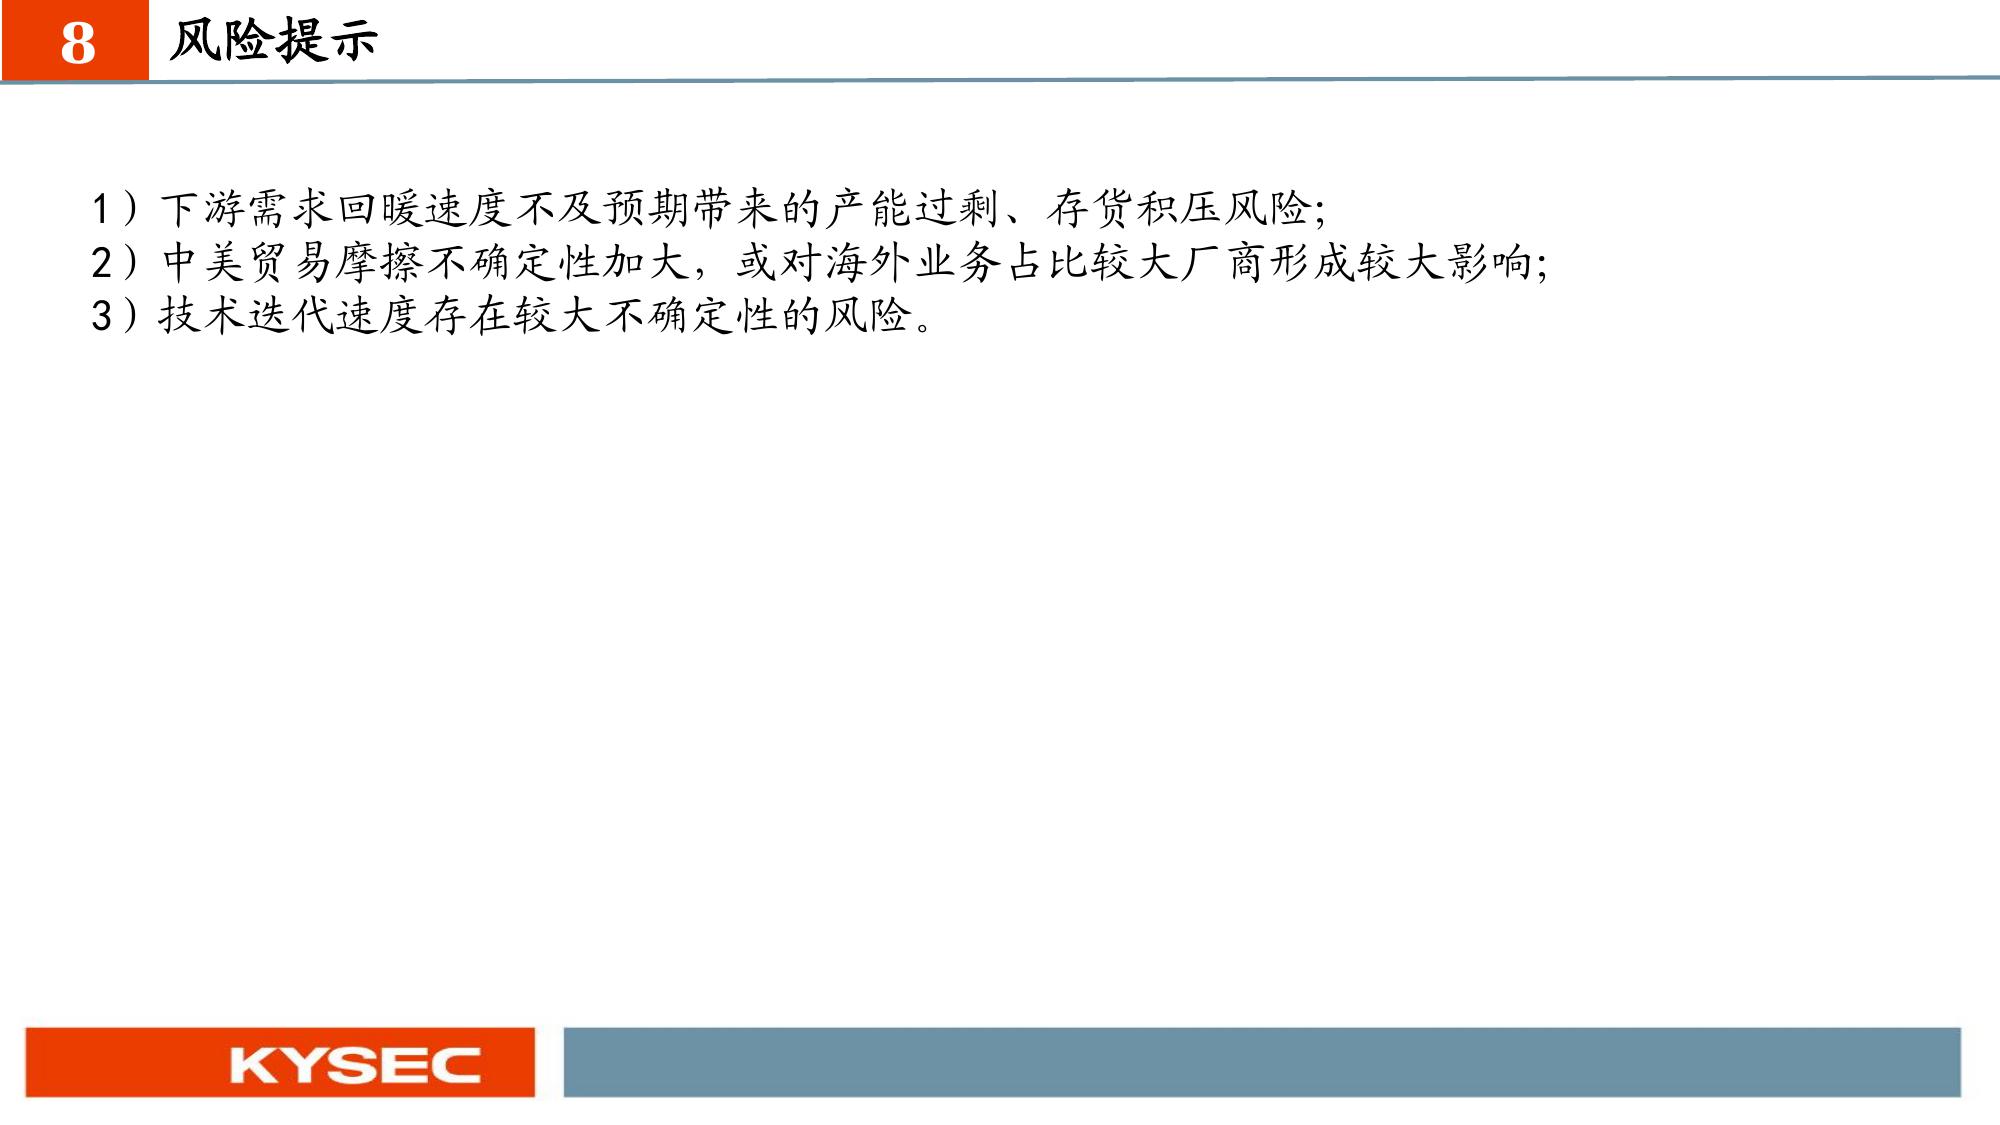 8
风险提示
1）下游需求回暖速度不及预期带来的产能过剩、存货积压风险；
2）中美贸易摩擦不确定性加大，或对海外业务占比较大厂商形成较大影响；
3）技术迭代速度存在较大不确定性的风险。
KYSEC